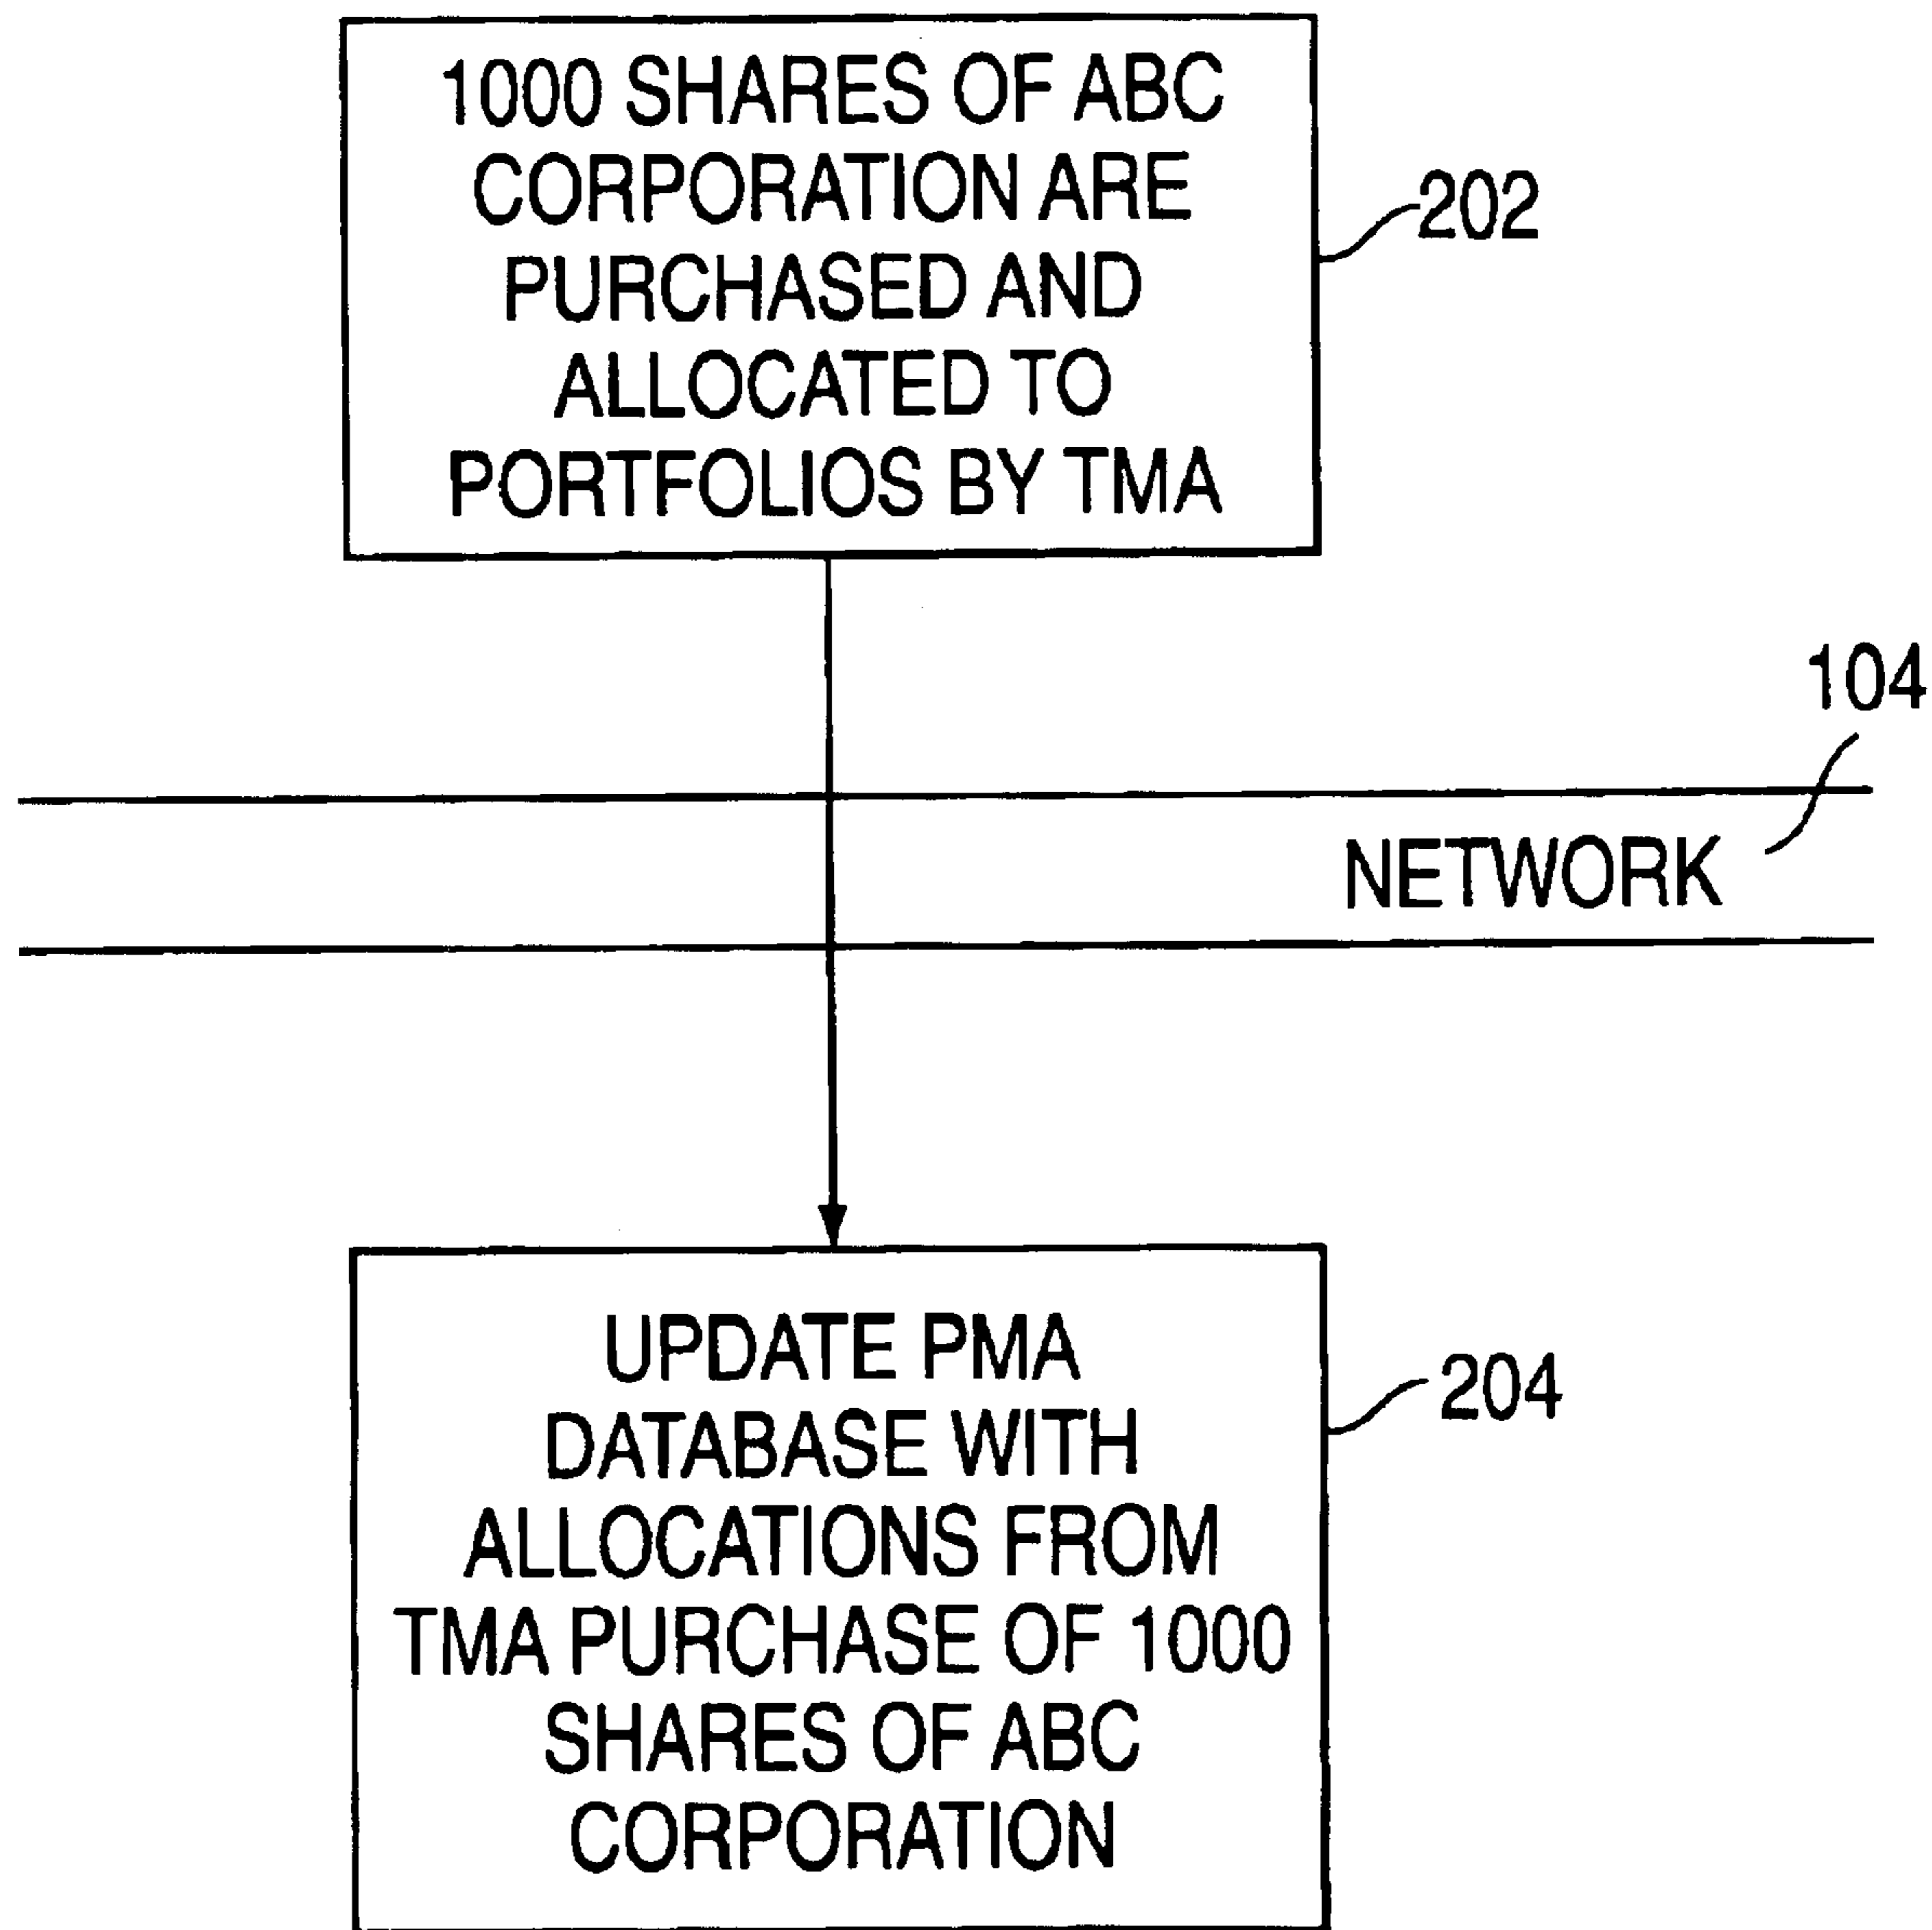 1000 SHARES OF ABC
CORPORATION ARE
PURCHASED AND
ALLOCATED TO
PORTFOLIOS BY TMA
202
104
NETWORK
UPDATE PMA
DATABASE WITH
ALLOCATIONS FROM
TMA PURCHASE OF 1000
SHARES OF ABC
CORPORATION
204